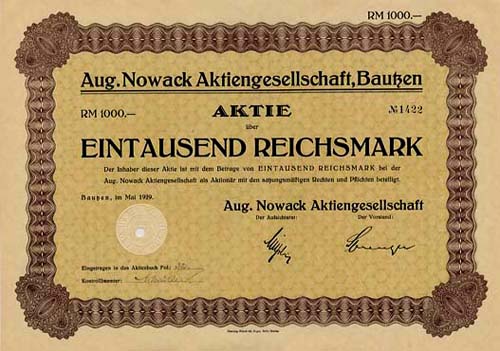 RM 1000.—
Aug. Nowack Aktiengesellschaft, Bautzen
RM 1000.— AKTIE № 1422
über
EINTAUSEND REICHSMARK
Der Inhaber dieser Aktie ist mit dem Betrage von EINTAUSEND REICHSMARK bei der
Aug. Nowack Aktiengesellschaft als Aktionär mit den satzungsmäßigen Rechten und Pflichten beteiligt.
Bautzen, im Mai 1929.
Aug. Nowack Aktiengesellschaft
Der Aufsichtsrat: Der Vorstand:
Eingetragen in das Aktienbuch Fol:
Kontrollbeamter: